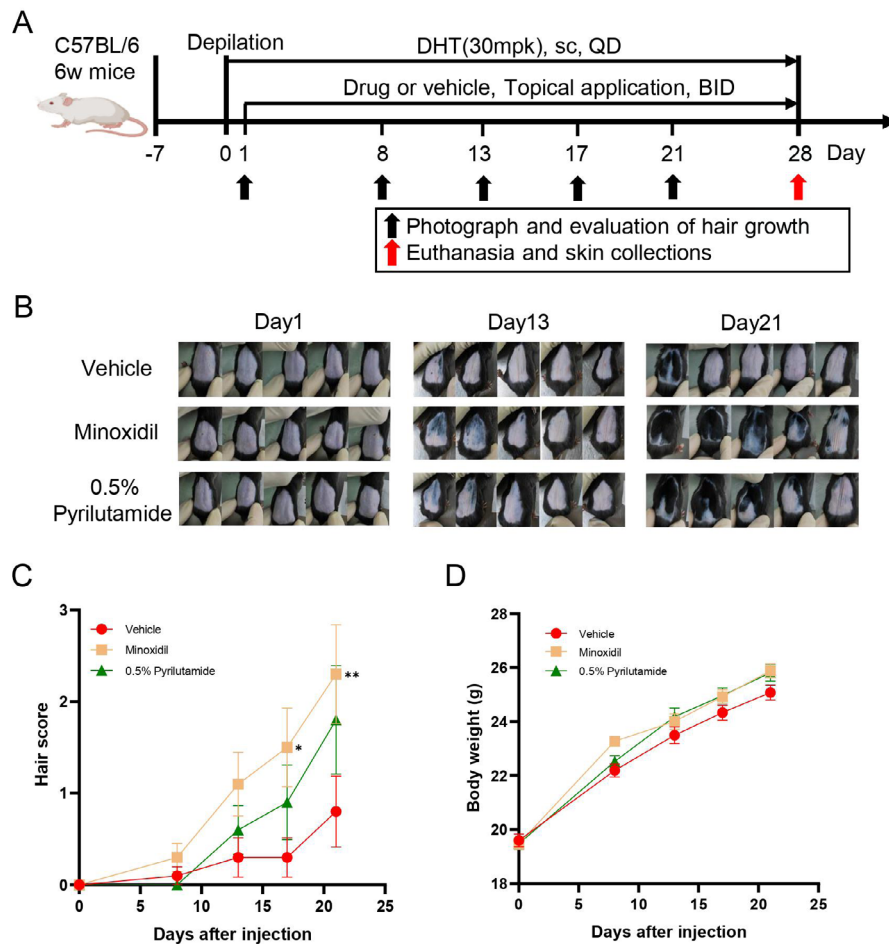 A
C57BL/6
6w mice
Depilation
DHT(30mpk), sc, QD
Drug or vehicle, Topical application, BID
-7 0 1 8 13 17 21 28 Day
Photograph and evaluation of hair growth
Euthanasia and skin collections
B
Day1 Day13 Day21
Vehicle
Minoxidil
0.5%
Pyrilutamide
C
3
2
1
0
Hair score
Vehicle
Minoxidil
0.5% Pyrilutamide
*
**
0 5 10 15 20 25
Days after injection
D
28
26
24
22
20
18
Body weight (g)
Vehicle
Minoxidil
0.5% Pyrilutamide
0 5 10 15 20 25
Days after injection